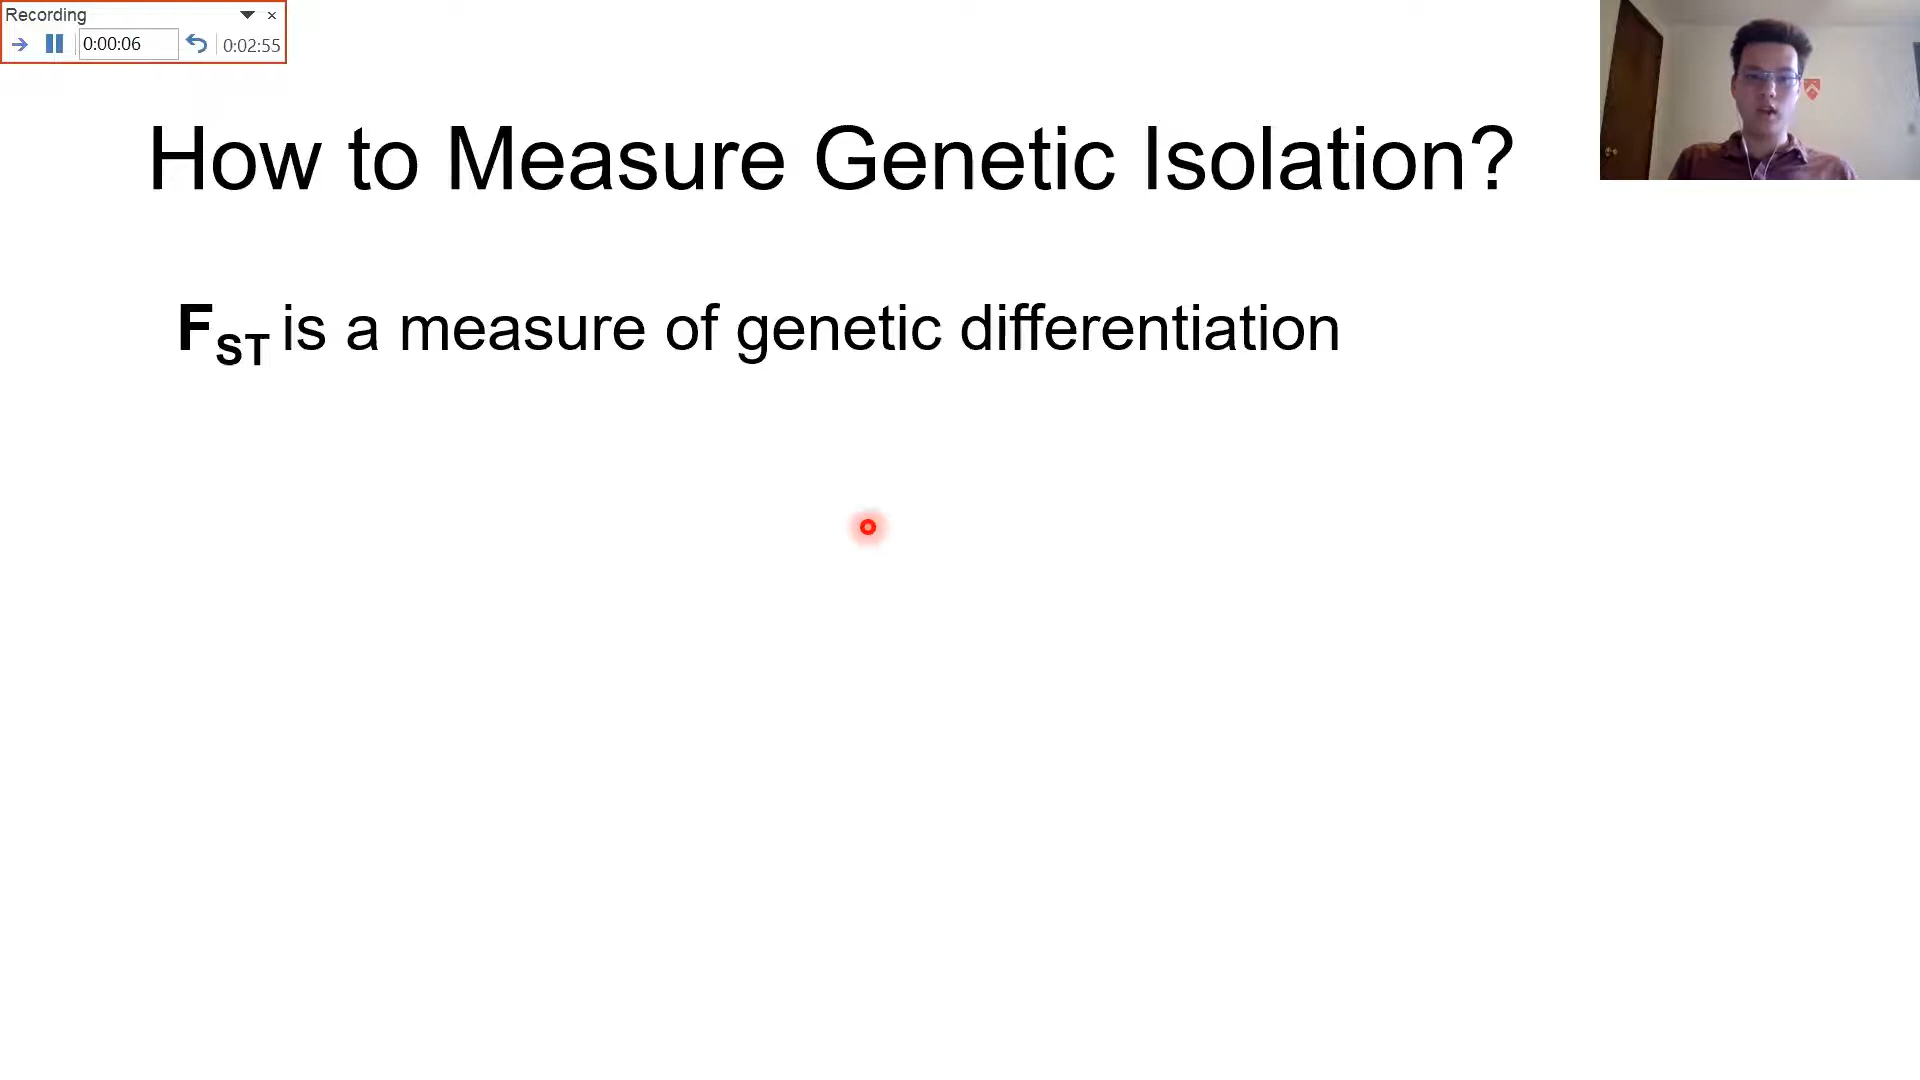 Recording
0:00:06 0:02:55
How to Measure Genetic Isolation?
FST is a measure of genetic differentiation